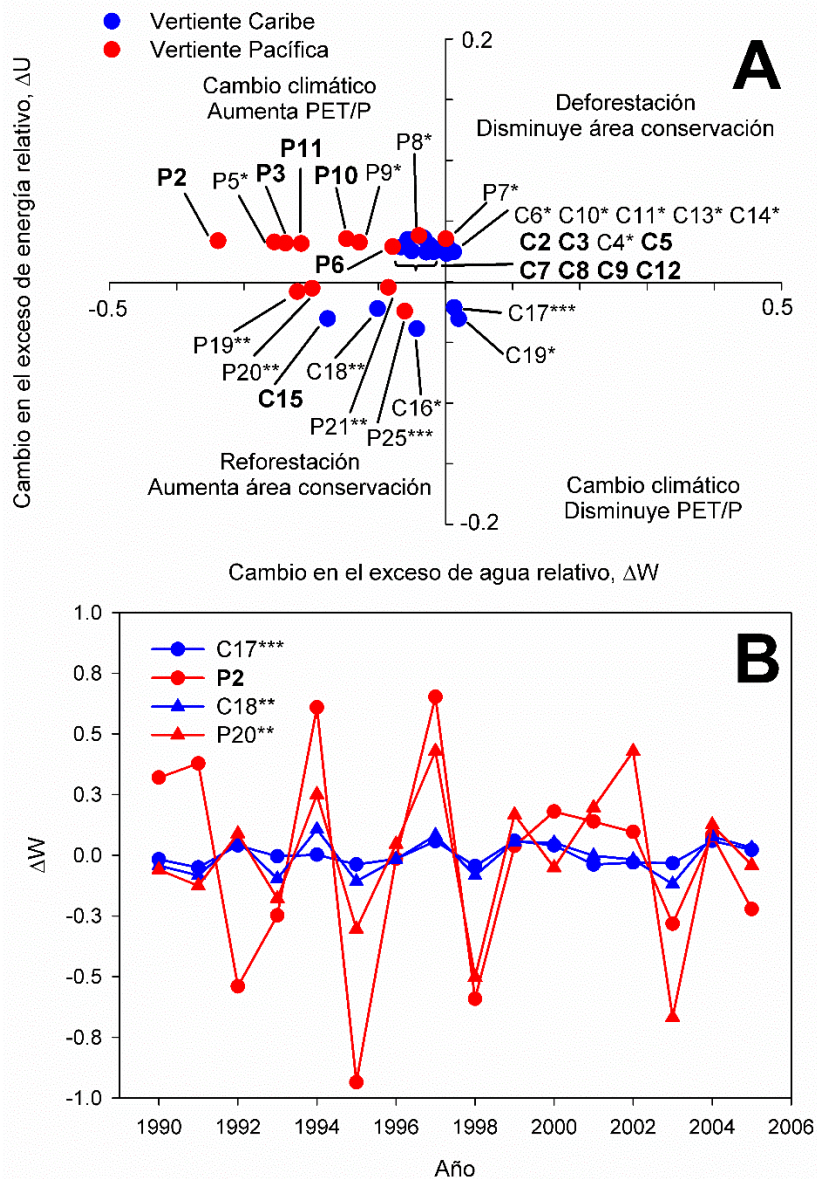 Vertiente Caribe
Vertiente Pacífica
A
0.2
Cambio climático
Aumenta PET/P
Deforestación
Disminuye área conservación
P2 P5* P3 P11 P10 P9* P8* P7*
C6* C10* C11* C13* C14*
P6 C2 C3 C4* C5
C7 C8 C9 C12
-0.5 0.5
P19** P20** C15 C18** P21** P25*** C16* C17*** C19*
Reforestación
Aumenta área conservación
Cambio climático
Disminuye PET/P
-0.2
Cambio en el exceso de energía relativo, ΔU
Cambio en el exceso de agua relativo, ΔW
B
C17***
P2
C18**
P20**
1.0
0.8
0.5
0.3
0.0
-0.3
-0.5
-0.8
-1.0
ΔW
1990 1992 1994 1996 1998 2000 2002 2004 2006
Año